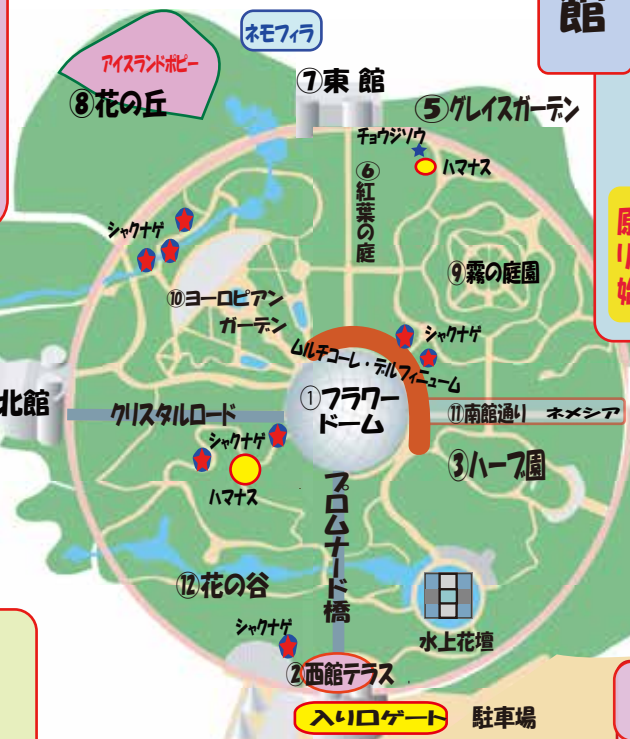 館
ネモフィラ
アイスランドポピー
⑧花の丘
⑦東館
⑤グレイスガーデン
チョウジソウ
ハマナス
⑥紅葉の庭
シャクナゲ
⑨霧の庭園
⑩ヨーロピアン
ガーデン
シャクナゲ
ムルチコーレ・デルフィニューム
①フラワー
ドーム
北館
クリスタルロード
⑪南館通り ネメシア
シャクナゲ
ハマナス
③ハーブ園
プロムナード橋
⑫花の谷
水上花壇
シャクナゲ
②西館テラス
入り口ゲート
駐車場